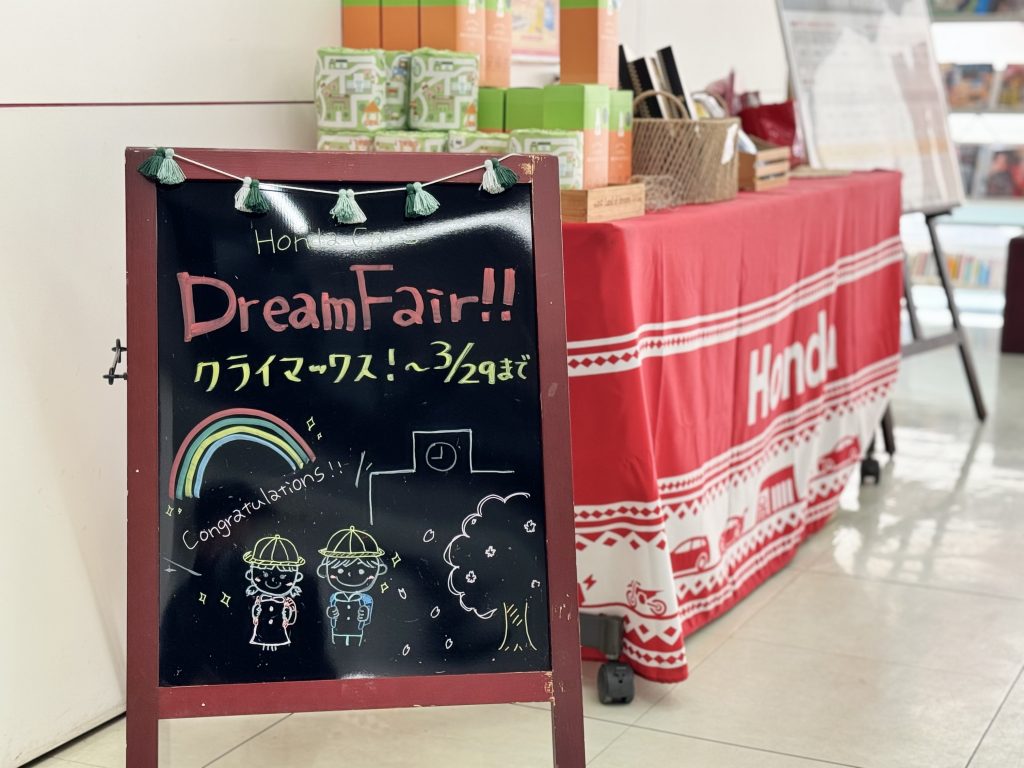 Honda Cars
DreamFair!!
クライマックス！～3/29まで
Congratulations!!
Honda